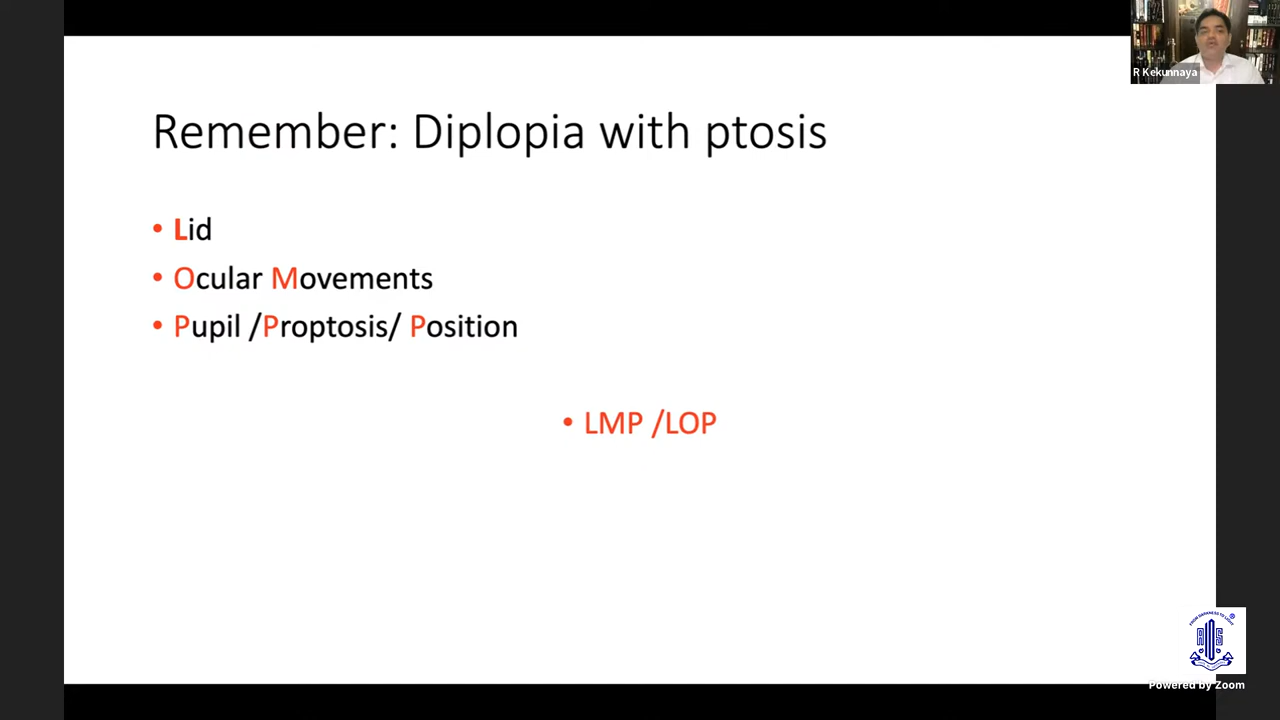 R Kekunnaya
Remember: Diplopia with ptosis
• Lid
• Ocular Movements
• Pupil /Proptosis/ Position
• LMP /LOP
Powered by Zoom